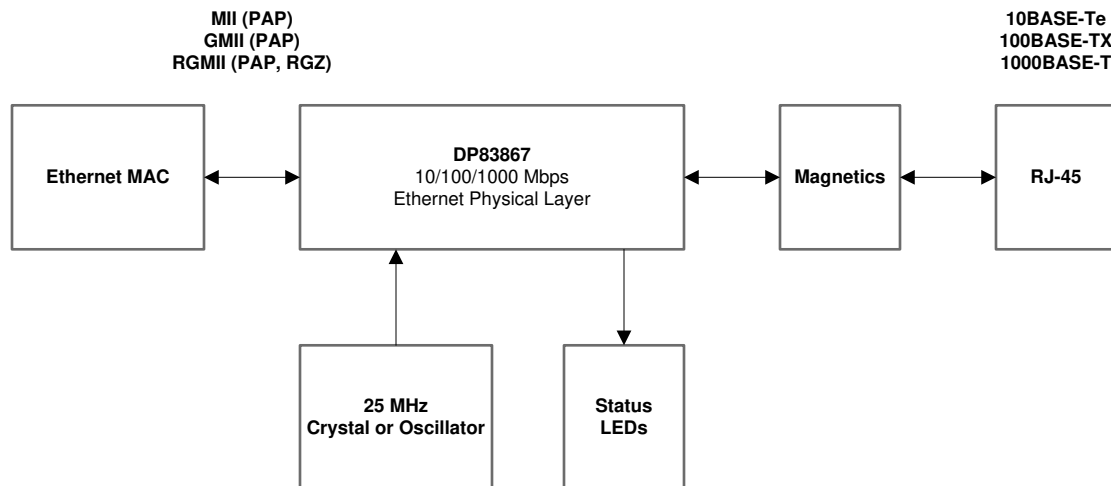 MII (PAP)
GMII (PAP)
RGMII (PAP, RGZ)
10BASE-Te
100BASE-TX
1000BASE-T
Ethernet MAC
DP83867
10/100/1000 Mbps
Ethernet Physical Layer
Magnetics
RJ-45
25 MHz
Crystal or Oscillator
Status
LEDs